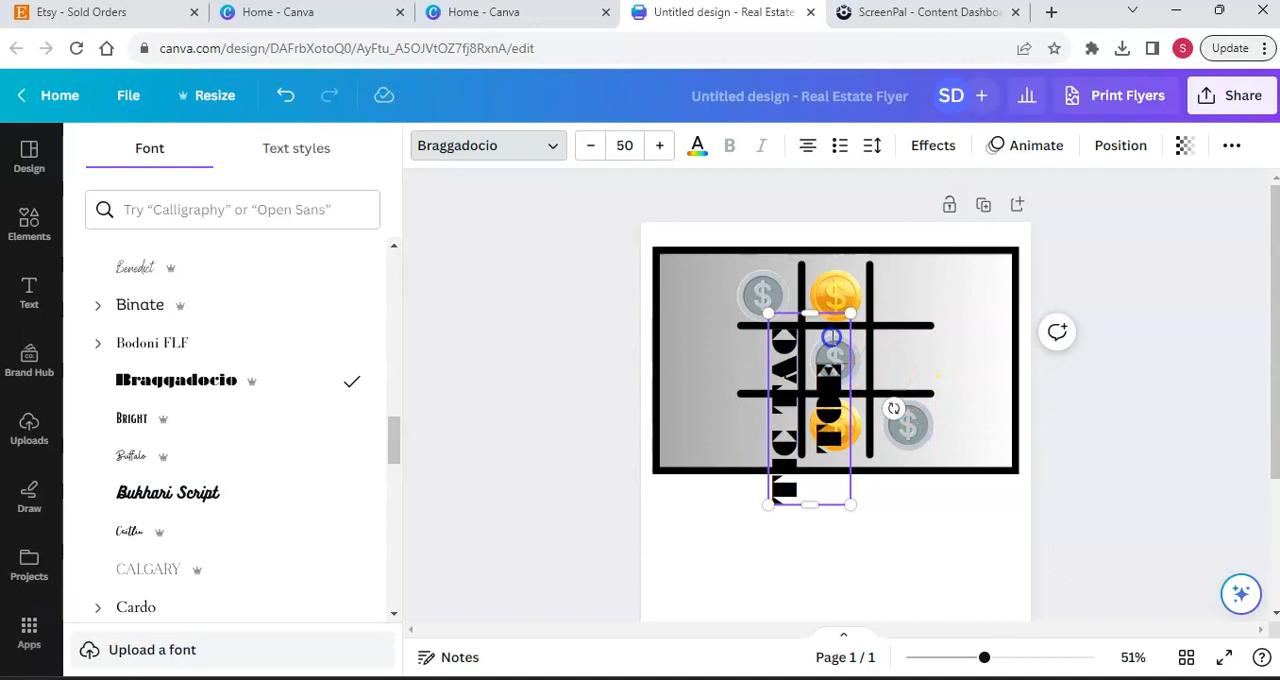 Etsy - Sold Orders
Home - Canva
Home - Canva
Untitled design - Real Estate
ScreenPal - Content Dashbo
canva.com/design/DAFrbXotoQ0/AyFtu_A5OJVtOZ7fj8RxnA/edit
S
Update
Home
File
Resize
Untitled design - Real Estate Flyer
SD
Print Flyers
Share
Design
Elements
Text
Brand Hub
Uploads
Draw
Projects
Apps
Font
Text styles
Try “Calligraphy” or “Open Sans”
Benedict
Binate
Bodoni FLF
Braggadocio
Bright
Buffalo
Bukhari Script
Caitlin
CALGARY
Cardo
Upload a font
Braggadocio
50
A
B
I
Effects
Animate
Position
$
$
$
$
$
Notes
Page 1 / 1
51%